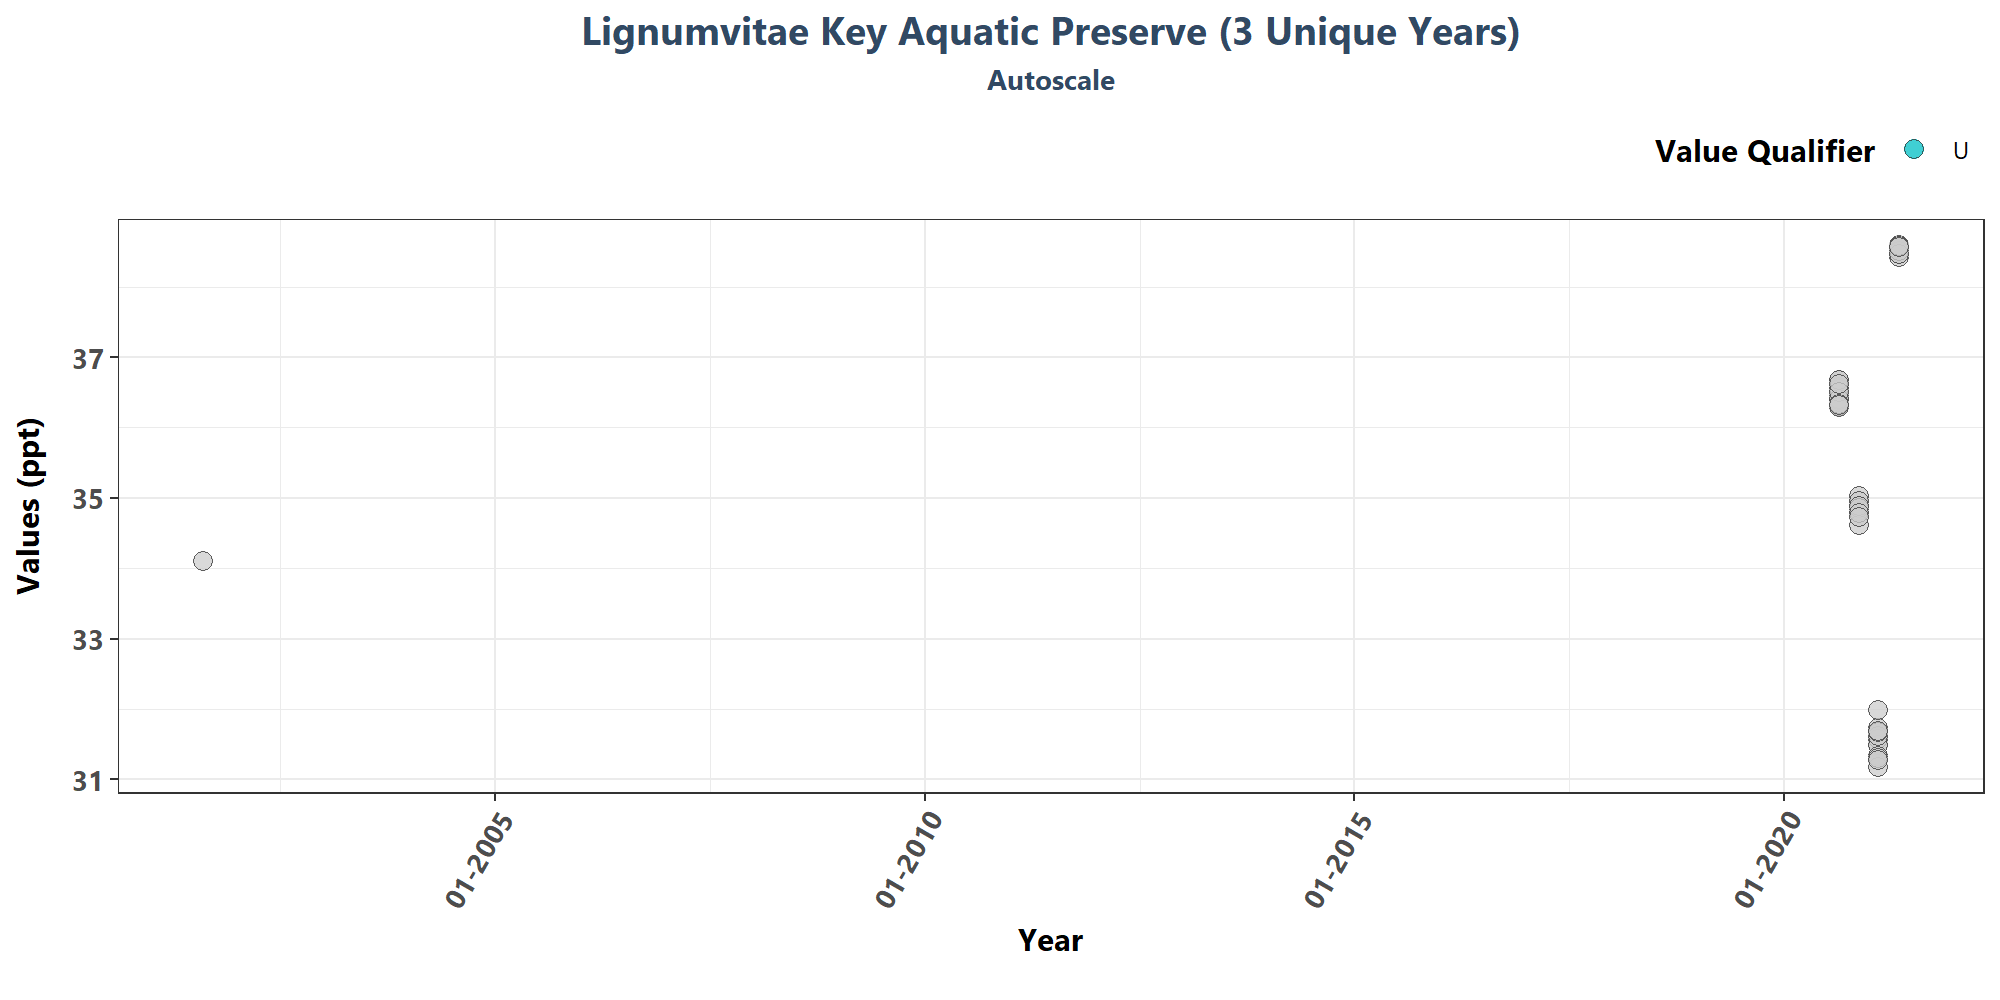 Lignumvitae Key Aquatic Preserve (3 Unique Years)
Autoscale
Value Qualifier U
37
35
33
31
Values (ppt)
01-2005
01-2010
01-2015
01-2020
Year